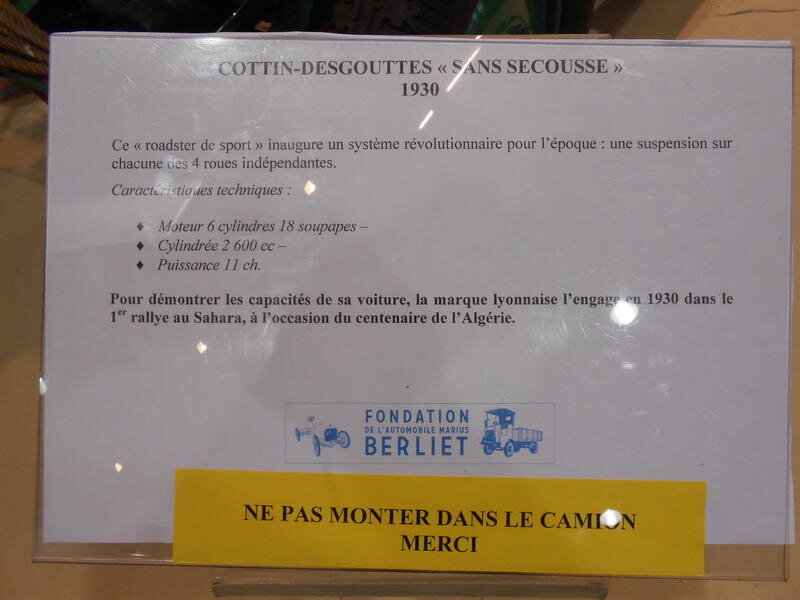 COTTIN-DESGOUTTES « SANS SECOUSSE »
1930
Ce « roadster de sport » inaugure un système révolutionnaire pour l'époque : une suspension sur
chacune des 4 roues indépendantes.
Caractéristiques techniques :
♦ Moteur 6 cylindres 18 soupapes –
♦ Cylindrée 2 600 cc –
♦ Puissance 11 ch.
Pour démontrer les capacités de sa voiture, la marque lyonnaise l'engage en 1930 dans le
1er rallye au Sahara, à l'occasion du centenaire de l'Algérie.
FONDATION
DE L'AUTOMOBILE MARIUS
BERLIET
NE PAS MONTER DANS LE CAMION
MERCI